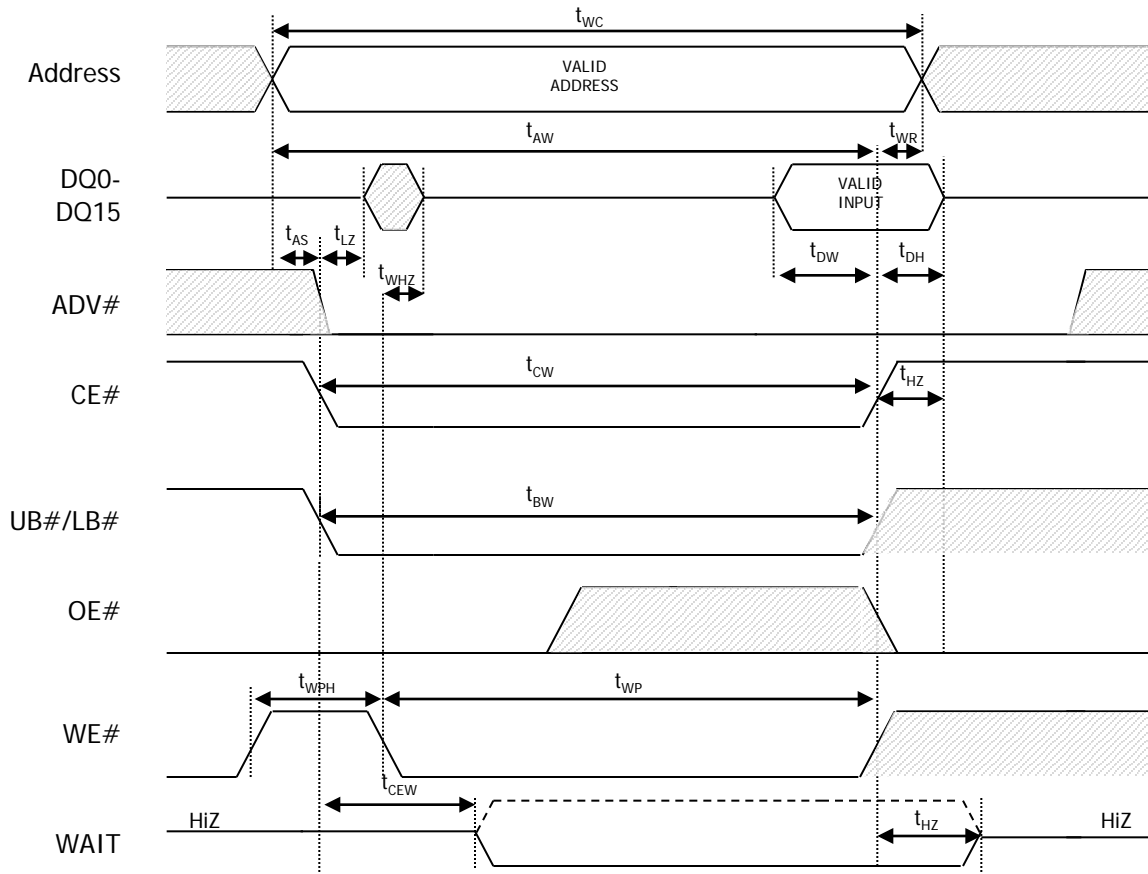 tWC
Address
VALID
ADDRESS
tAW
tWR
DQ0-
DQ15
VALID
INPUT
tAS
tLZ
tWHZ
tDW
tDH
ADV#
tCW
tHZ
CE#
tBW
UB#/LB#
OE#
tWPH
tWP
WE#
tCEW
HiZ
tHZ
HiZ
WAIT